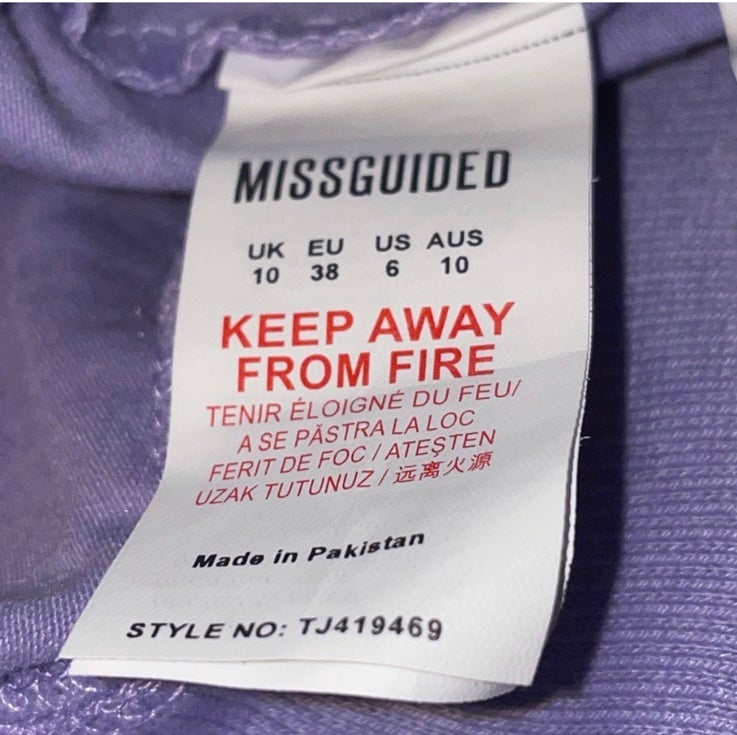 MISSGUIDED
UK EU US AUS
10 38 6 10
KEEP AWAY
FROM FIRE
TENIR ÉLOIGNÉ DU FEU/
A SE PĂSTRA LA LOC
FERIT DE FOC / ATEŞTEN
UZAK TUTUNUZ / 远离火源
Made in Pakistan
STYLE NO: TJ419469